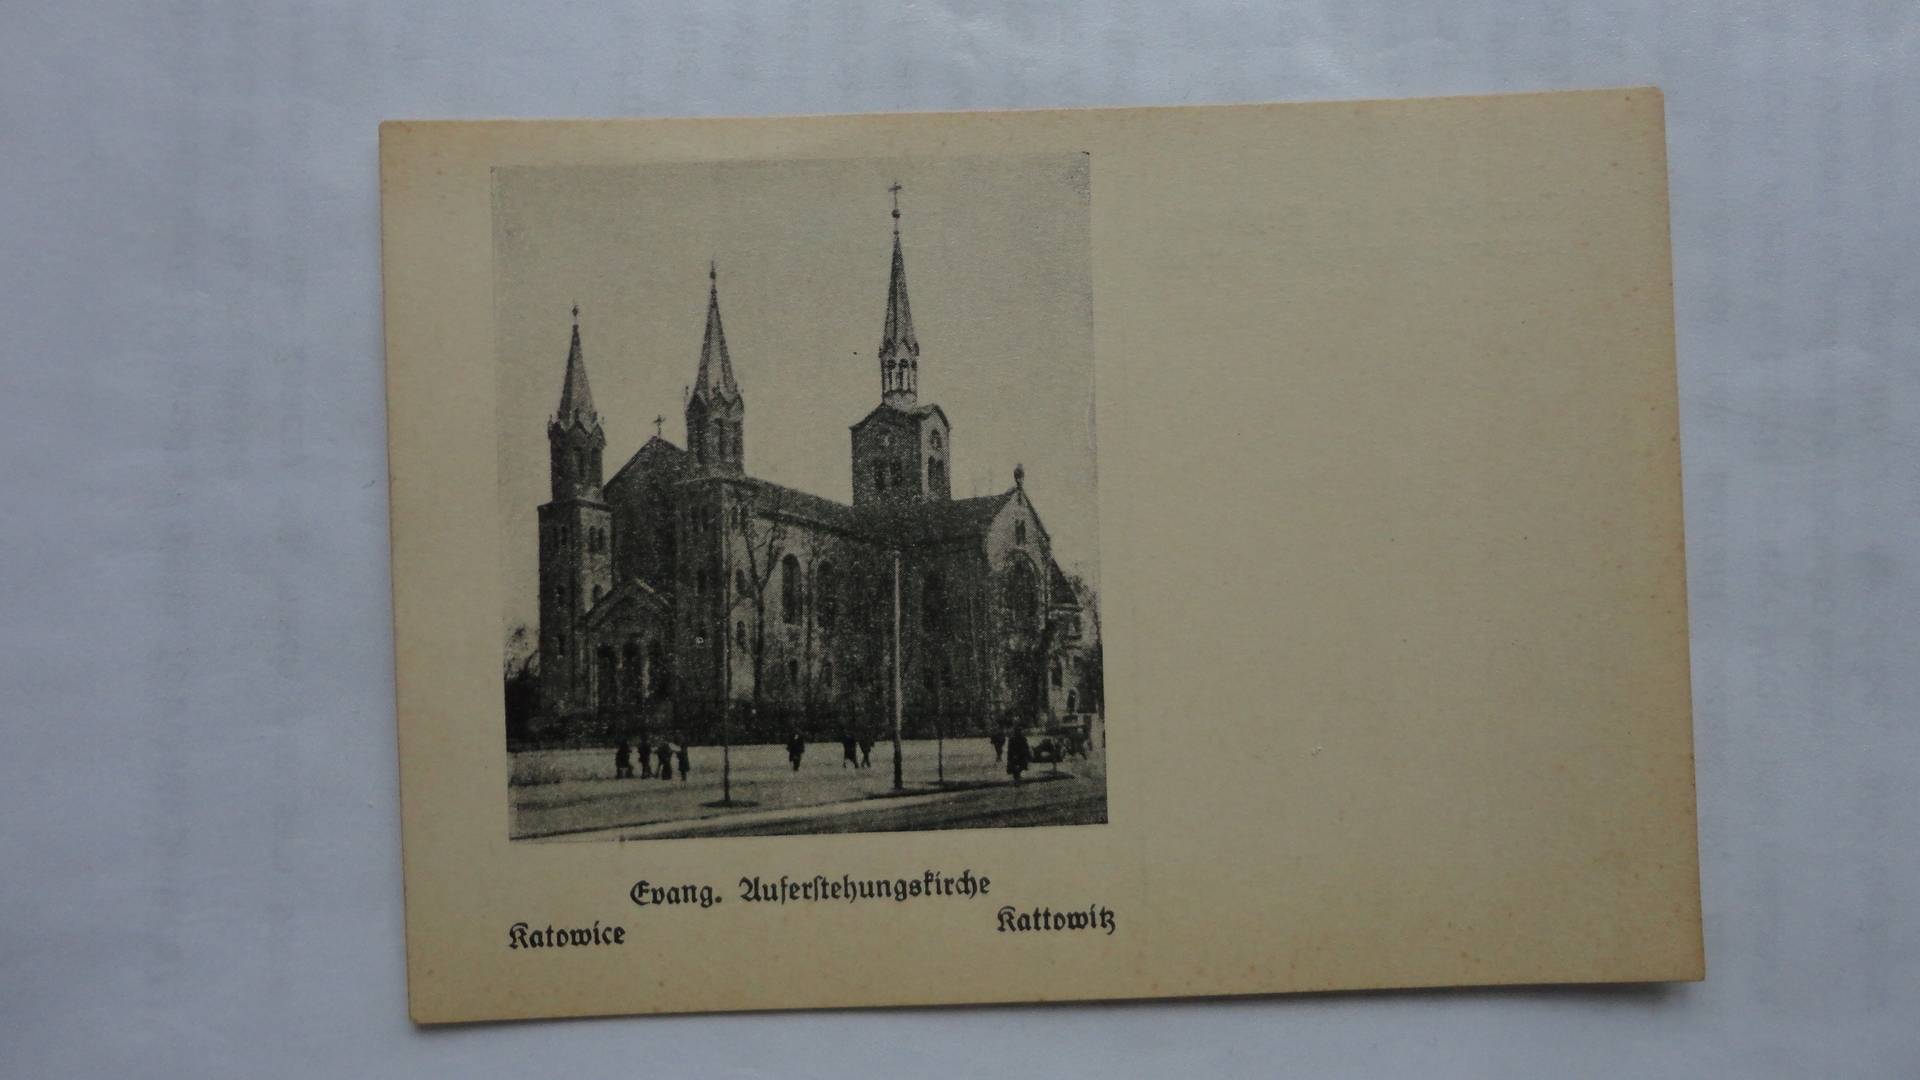 Evang. Auferſtehungskirche
Katowice Kattowitz